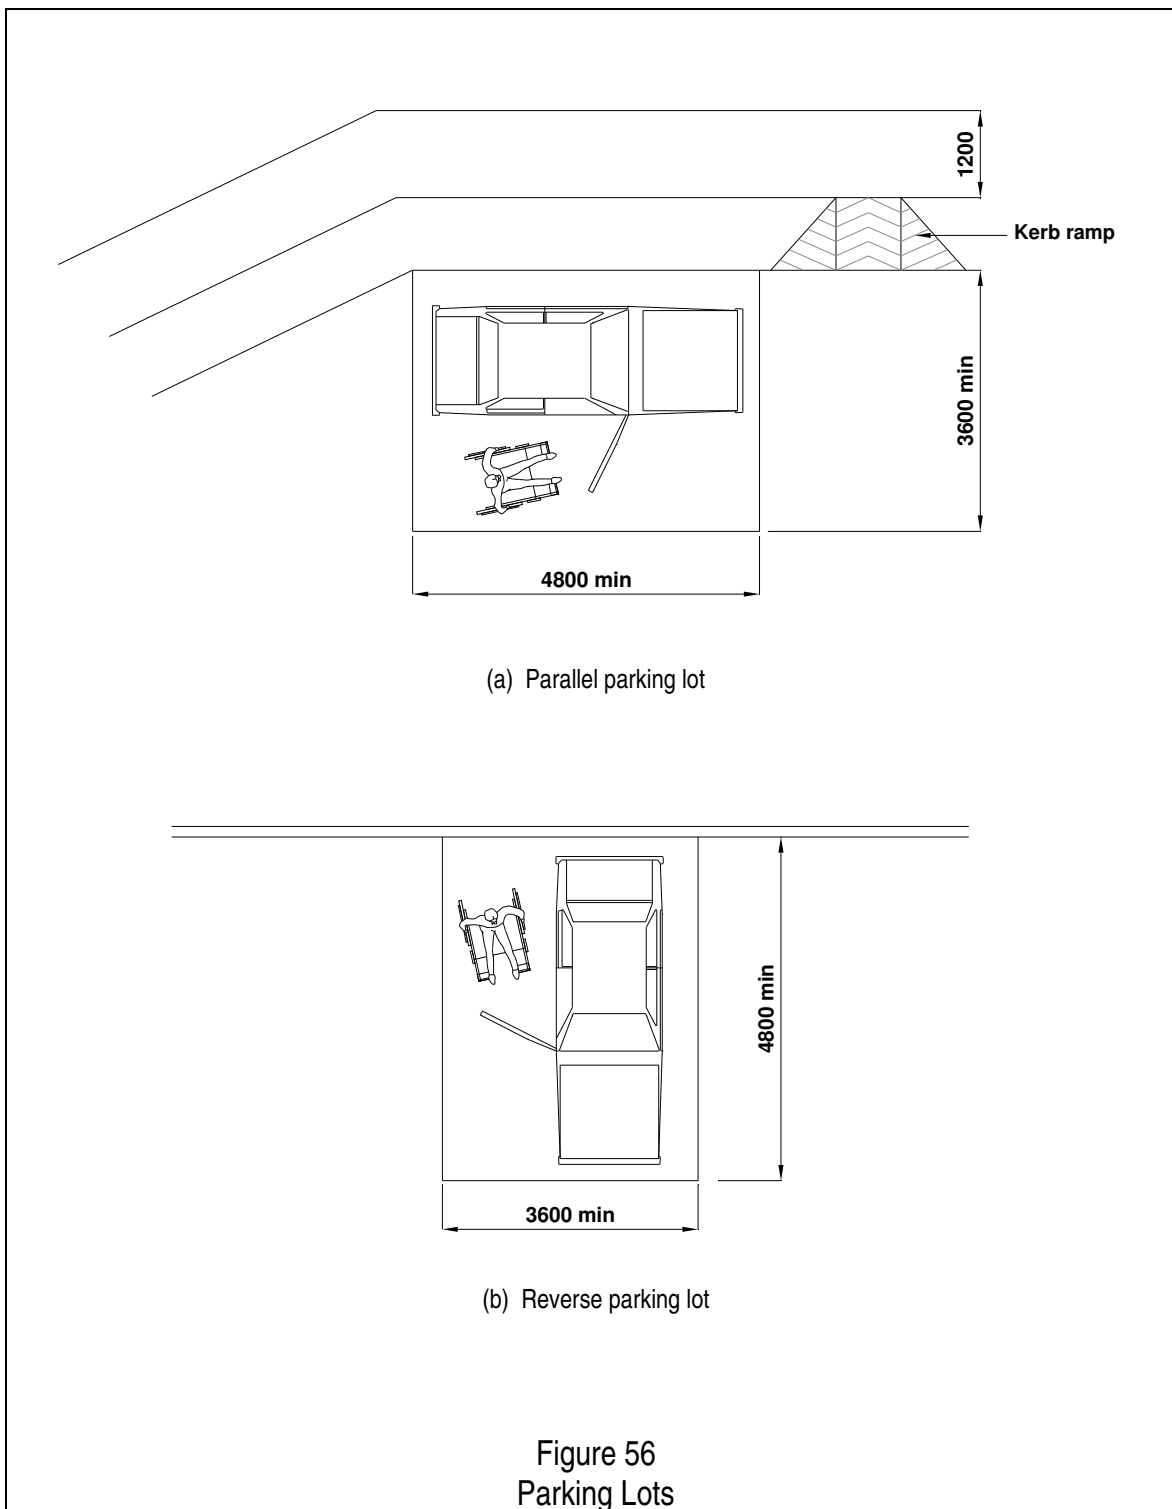 1200
Kerb ramp
3600 min
4800 min
(a) Parallel parking lot
4800 min
3600 min
(b) Reverse parking lot
Figure 56
Parking Lots